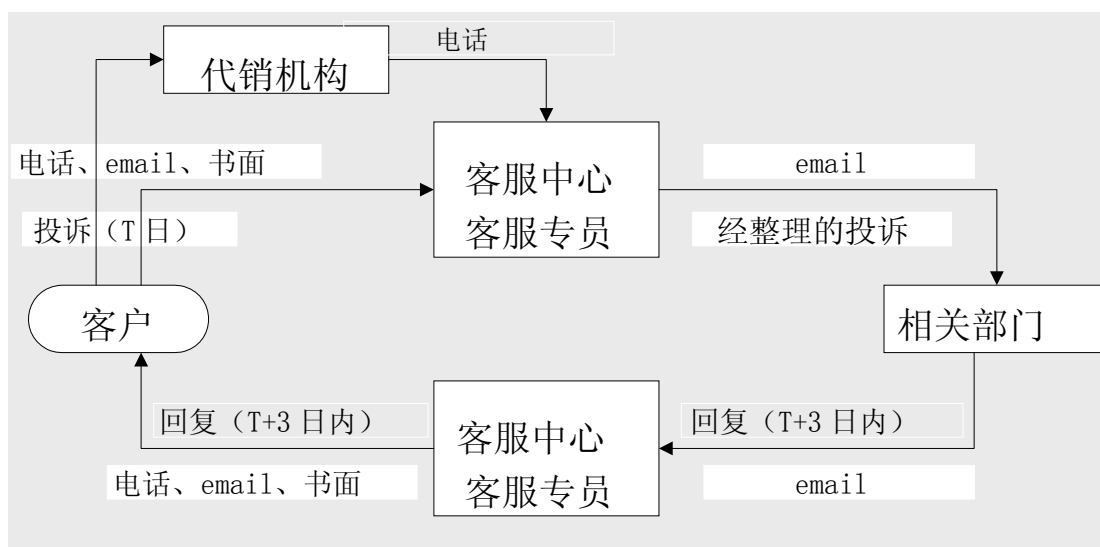 电话
代销机构
电话、email、书面
客服中心
客服专员
email
投诉（T日）
经整理的投诉
客户
相关部门
回复（T+3日内）
客服中心
客服专员
回复（T+3日内）
电话、email、书面
email